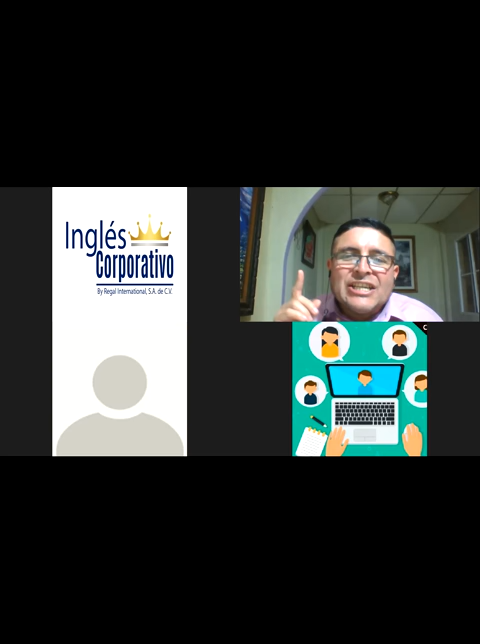 Inglés
Corporativo
By Regal International, S.A. de C.V.
C